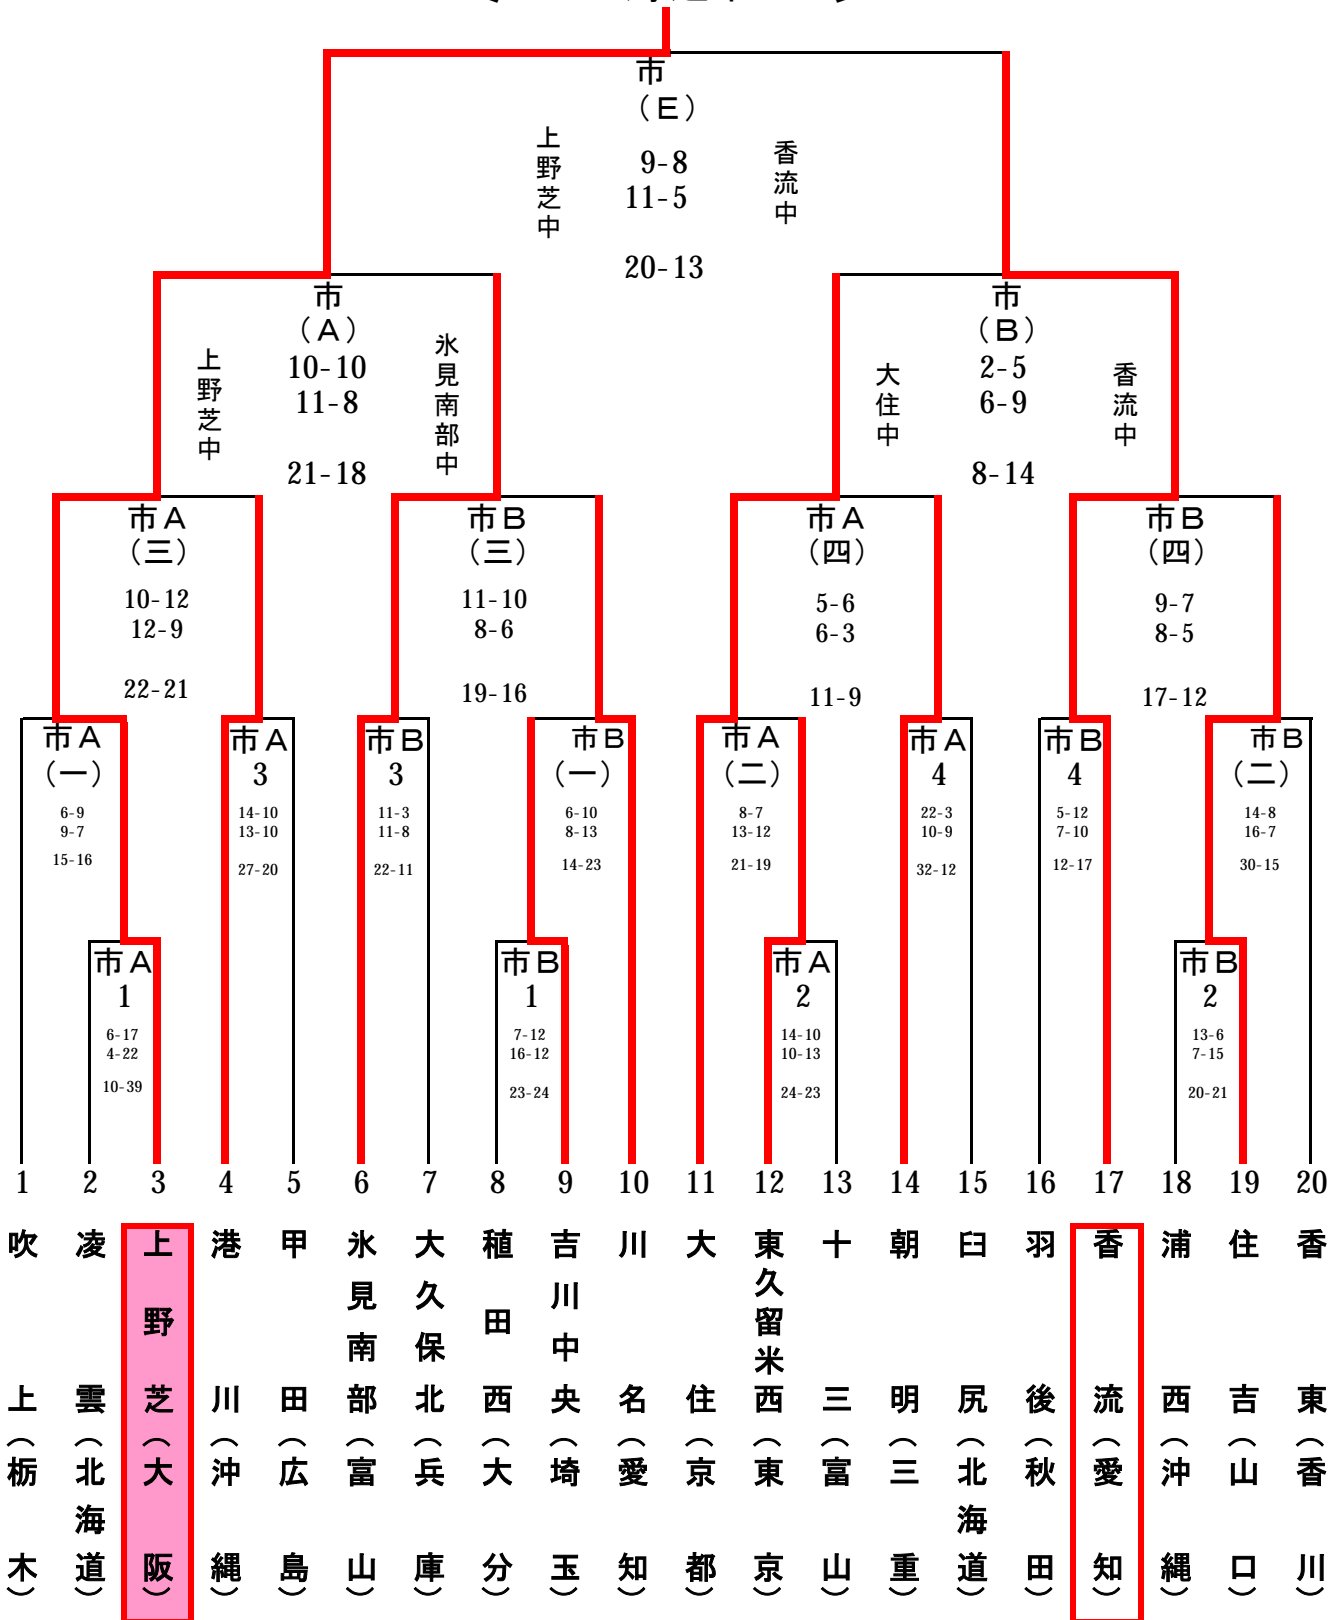 市
（E）
上野芝中
9-8
11-5
20-13
香流中
市
（A）
上野芝中
10-10
11-8
21-18
氷見南部中
市
（B）
大住中
2-5
6-9
8-14
香流中
市A
（三）
10-12
12-9
22-21
市B
（三）
11-10
8-6
19-16
市A
（四）
5-6
6-3
11-9
市B
（四）
9-7
8-5
17-12
市A
（一）
6-9
9-7
15-16
市A
3
14-10
13-10
27-20
市B
3
11-3
11-8
22-11
市B
（一）
6-10
8-13
14-23
市A
（二）
8-7
13-12
21-19
市A
4
22-3
10-9
32-12
市B
4
5-12
7-10
12-17
市B
（二）
14-8
16-7
30-15
市A
1
6-17
4-22
10-39
市B
1
7-12
16-12
23-24
市A
2
14-10
10-13
24-23
市B
2
13-6
7-15
20-21
1 2 3 4 5 6 7 8 9 10 11 12 13 14 15 16 17 18 19 20
吹上（栃木）
凌雲（北海道）
上野芝（大阪）
港川（沖縄）
甲田（広島）
氷見南部（富山）
大久保北（兵庫）
稙田西（大分）
吉川中央（埼玉）
川名（愛知）
大住（京都）
東久留米西（東京）
十三（富山）
朝明（三重）
臼尻（北海道）
羽後（秋田）
香流（愛知）
浦西（沖縄）
住吉（山口）
香東（香川）